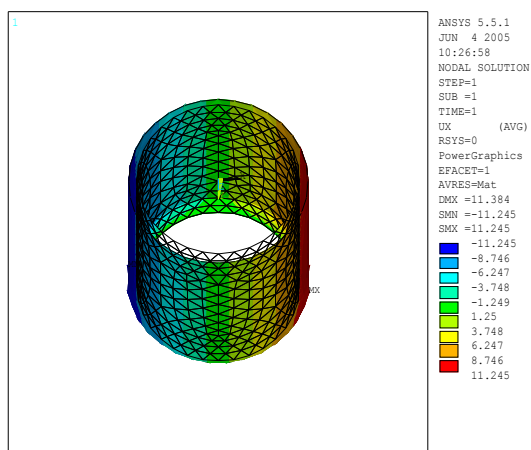 1
ANSYS 5.5.1
JUN 4 2005
10:26:58
NODAL SOLUTION
STEP=1
SUB =1
TIME=1
UX (AVG)
RSYS=0
PowerGraphics
EFACET=1
AVRES=Mat
DMX =11.384
SMN =-11.245
SMX =11.245
-11.245
-8.746
-6.247
-3.748
-1.249
1.25
3.748
6.247
8.746
11.245
MX